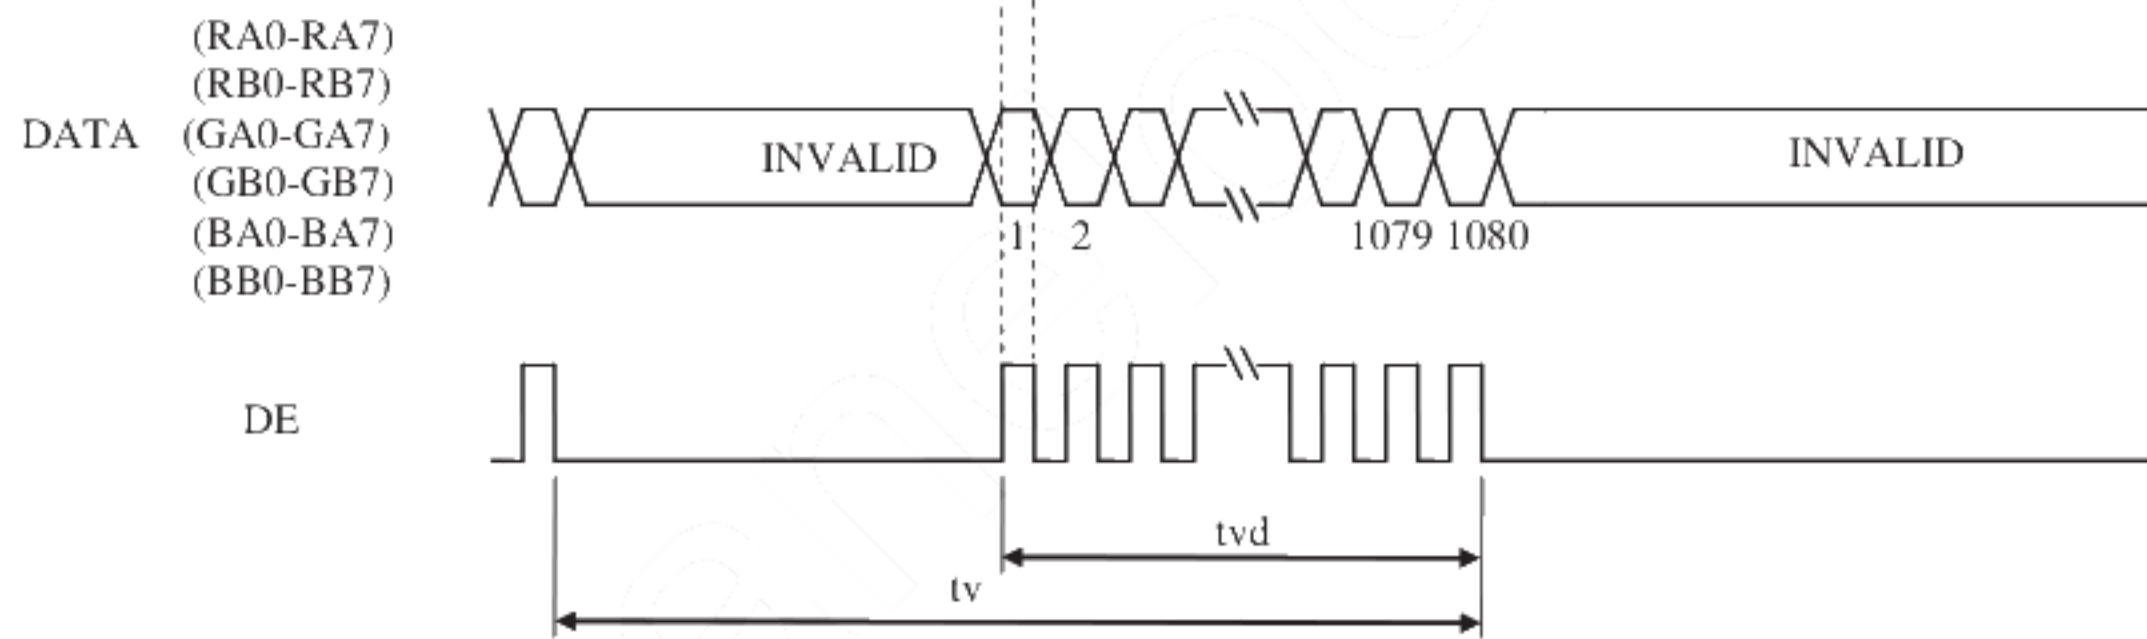 (RA0-RA7)
(RB0-RB7)
DATA (GA0-GA7)
INVALID
INVALID
(GB0-GB7)
(BA0-BA7)
1 2 1079 1080
(BB0-BB7)
DE
tvd
tv